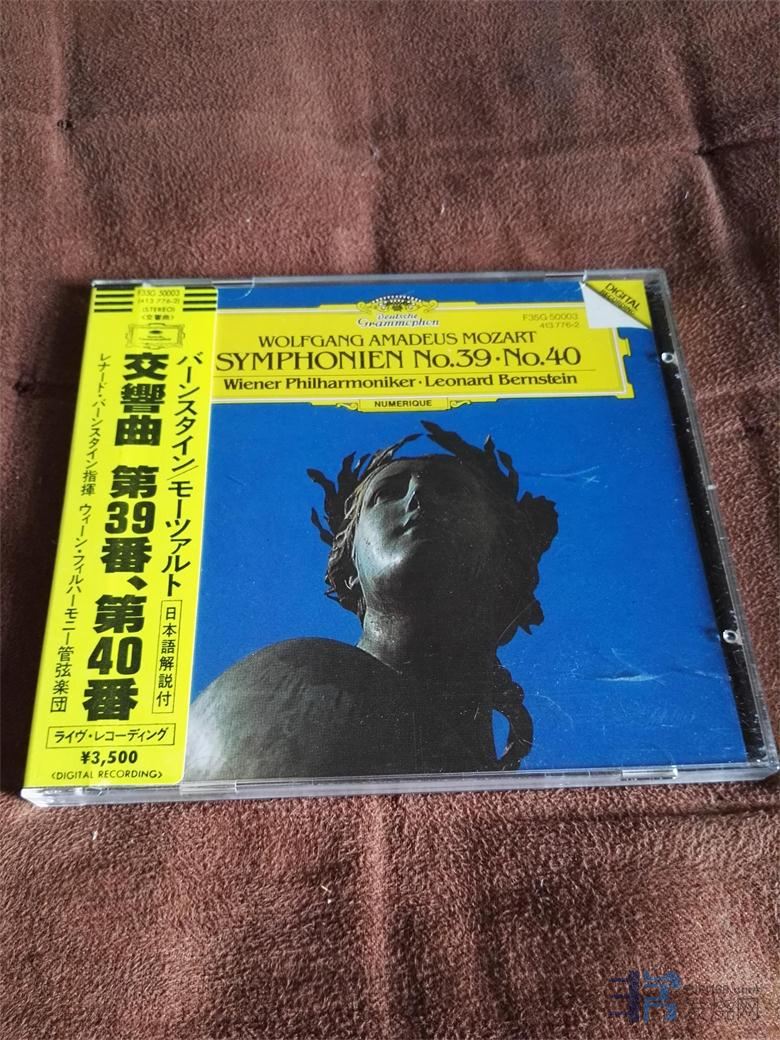 F35G 50003
(413 776-2)
(STEREO)
〈交響曲〉
バーンスタイン/モーツァルト
交響曲 第39番、第40番
レナード・バーンスタイン指揮 ウィーン・フィルハーモニー管弦楽団
日本語解説付
ライヴ・レコーディング
¥3,500
<DIGITAL RECORDING>
Deutsche
Grammophon
DIGITAL
RECORDING
F35G 50003
413 776-2
WOLFGANG AMADEUS MOZART
SYMPHONIEN No.39·No.40
Wiener Philharmoniker·Leonard Bernstein
NUMERIQUE